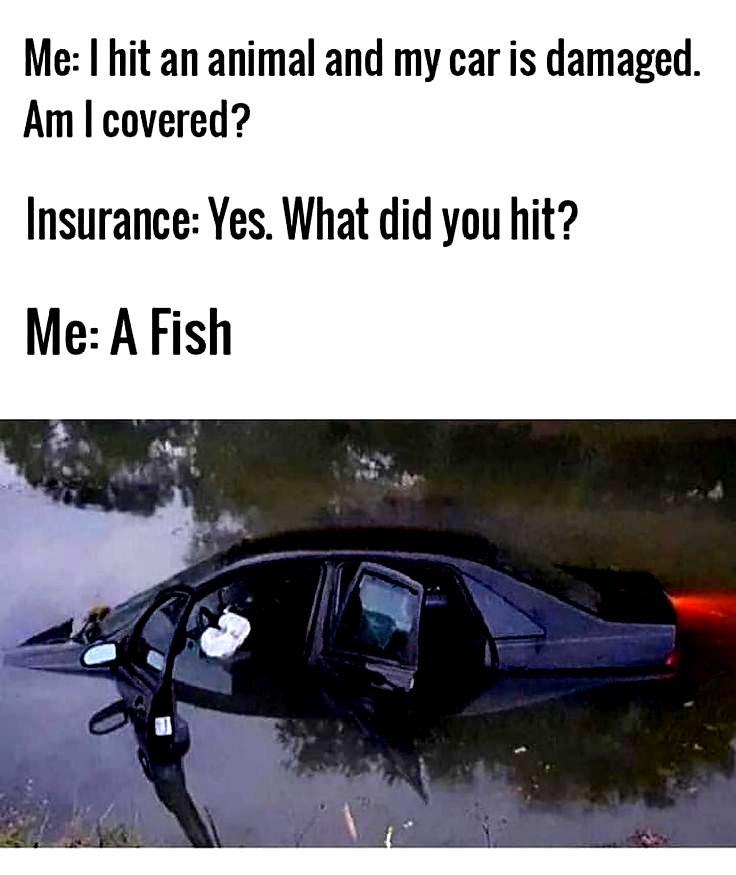 Me: I hit an animal and my car is damaged.
Am I covered?
Insurance: Yes. What did you hit?
Me: A Fish